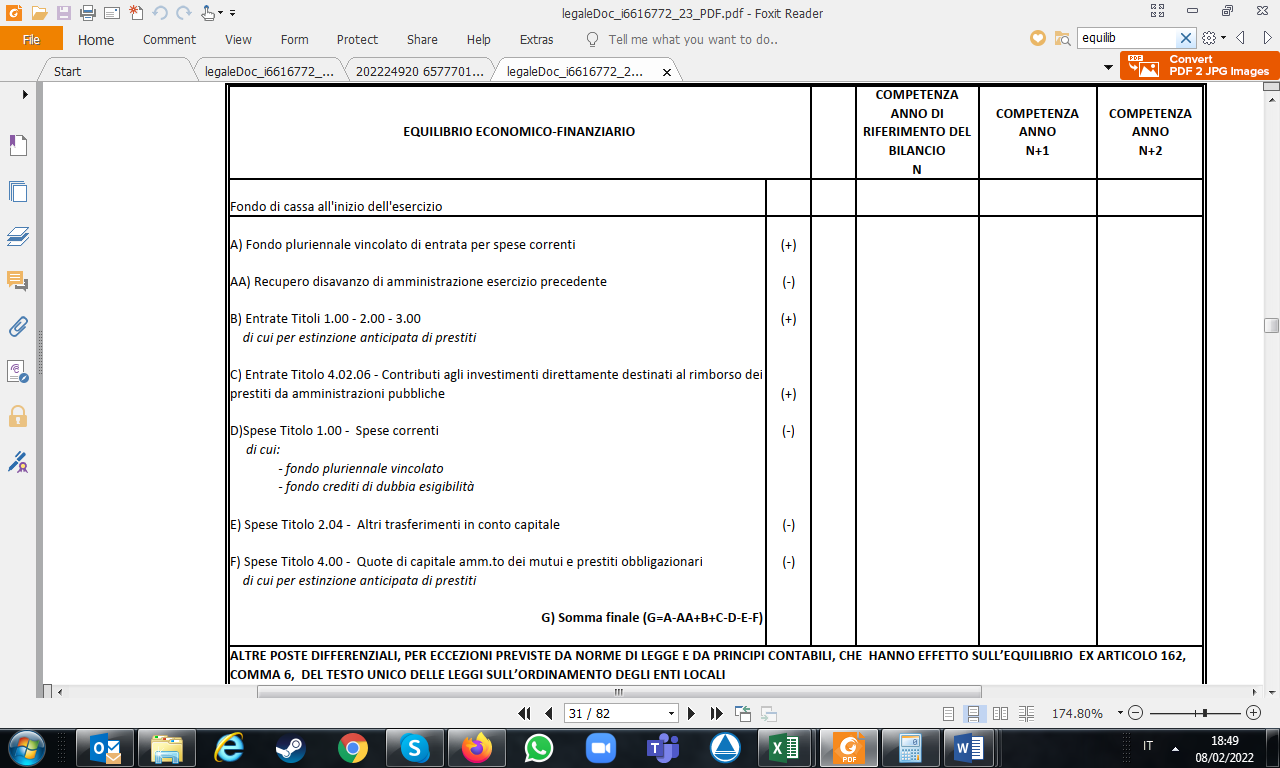 legaleDoc_i6616772_23_PDF.pdf - Foxit Reader
File Home Comment View Form Protect Share Help Extras Tell me what you want to do.. equilib
Start legaleDoc_i6616772_... 202224920 6577701... legaleDoc_i6616772_2...
Convert
PDF 2 JPG Images
EQUILIBRIO ECONOMICO-FINANZIARIO
COMPETENZA
ANNO DI
RIFERIMENTO DEL
BILANCIO
N
COMPETENZA
ANNO
N+1
COMPETENZA
ANNO
N+2
Fondo di cassa all'inizio dell'esercizio
A) Fondo pluriennale vincolato di entrata per spese correnti (+)
AA) Recupero disavanzo di amministrazione esercizio precedente (-)
B) Entrate Titoli 1.00 - 2.00 - 3.00 (+)
di cui per estinzione anticipata di prestiti
C) Entrate Titolo 4.02.06 - Contributi agli investimenti direttamente destinati al rimborso dei
prestiti da amministrazioni pubbliche (+)
D)Spese Titolo 1.00 - Spese correnti (-)
di cui:
- fondo pluriennale vincolato
- fondo crediti di dubbia esigibilità
E) Spese Titolo 2.04 - Altri trasferimenti in conto capitale (-)
F) Spese Titolo 4.00 - Quote di capitale amm.to dei mutui e prestiti obbligazionari (-)
di cui per estinzione anticipata di prestiti
G) Somma finale (G=A-AA+B+C-D-E-F)
ALTRE POSTE DIFFERENZIALI, PER ECCEZIONI PREVISTE DA NORME DI LEGGE E DA PRINCIPI CONTABILI, CHE HANNO EFFETTO SULL'EQUILIBRIO EX ARTICOLO 162,
COMMA 6, DEL TESTO UNICO DELLE LEGGI SULL'ORDINAMENTO DEGLI ENTI LOCALI
31 / 82 174.80%
IT 18:49
08/02/2022